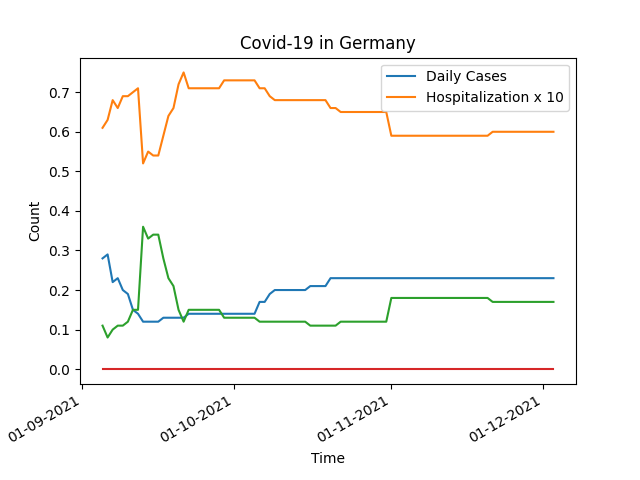 Covid-19 in Germany
Daily Cases
Hospitalization x 10
0.7
0.6
0.5
0.4
0.3
0.2
0.1
0.0
Count
01-09-2021
01-10-2021
01-11-2021
01-12-2021
Time